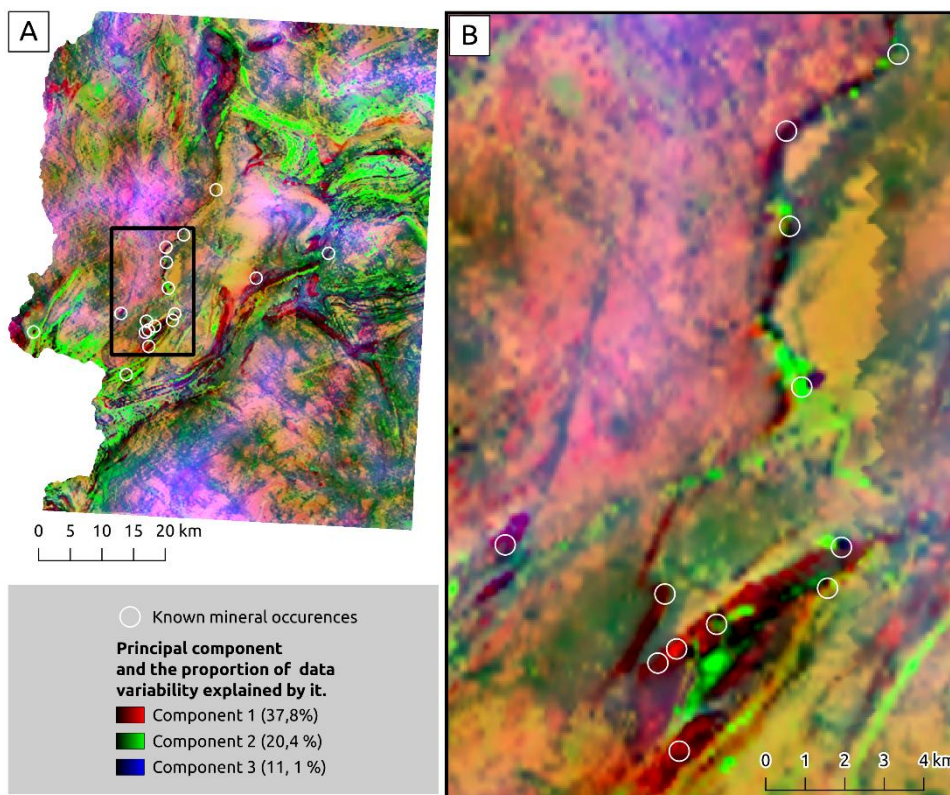 A
B
0 5 10 15 20 km
Known mineral occurences
Principal component
and the proportion of data
variability explained by it.
Component 1 (37,8%)
Component 2 (20,4 %)
Component 3 (11, 1 %)
0 1 2 3 4 km